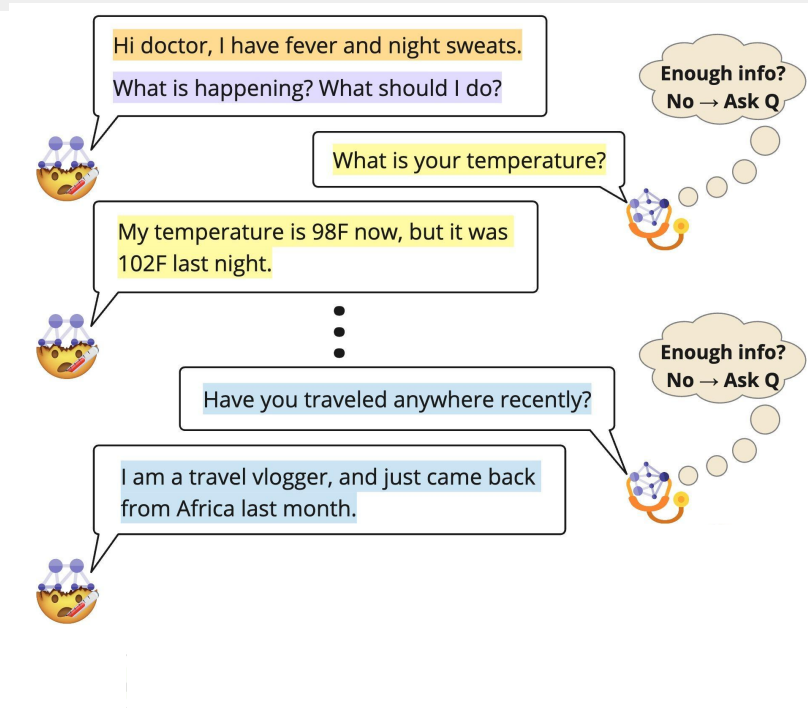 Hi doctor, I have fever and night sweats.
What is happening? What should I do?
Enough info?
No → Ask Q
What is your temperature?
My temperature is 98F now, but it was
102F last night.
Enough info?
No → Ask Q
Have you traveled anywhere recently?
I am a travel vlogger, and just came back
from Africa last month.